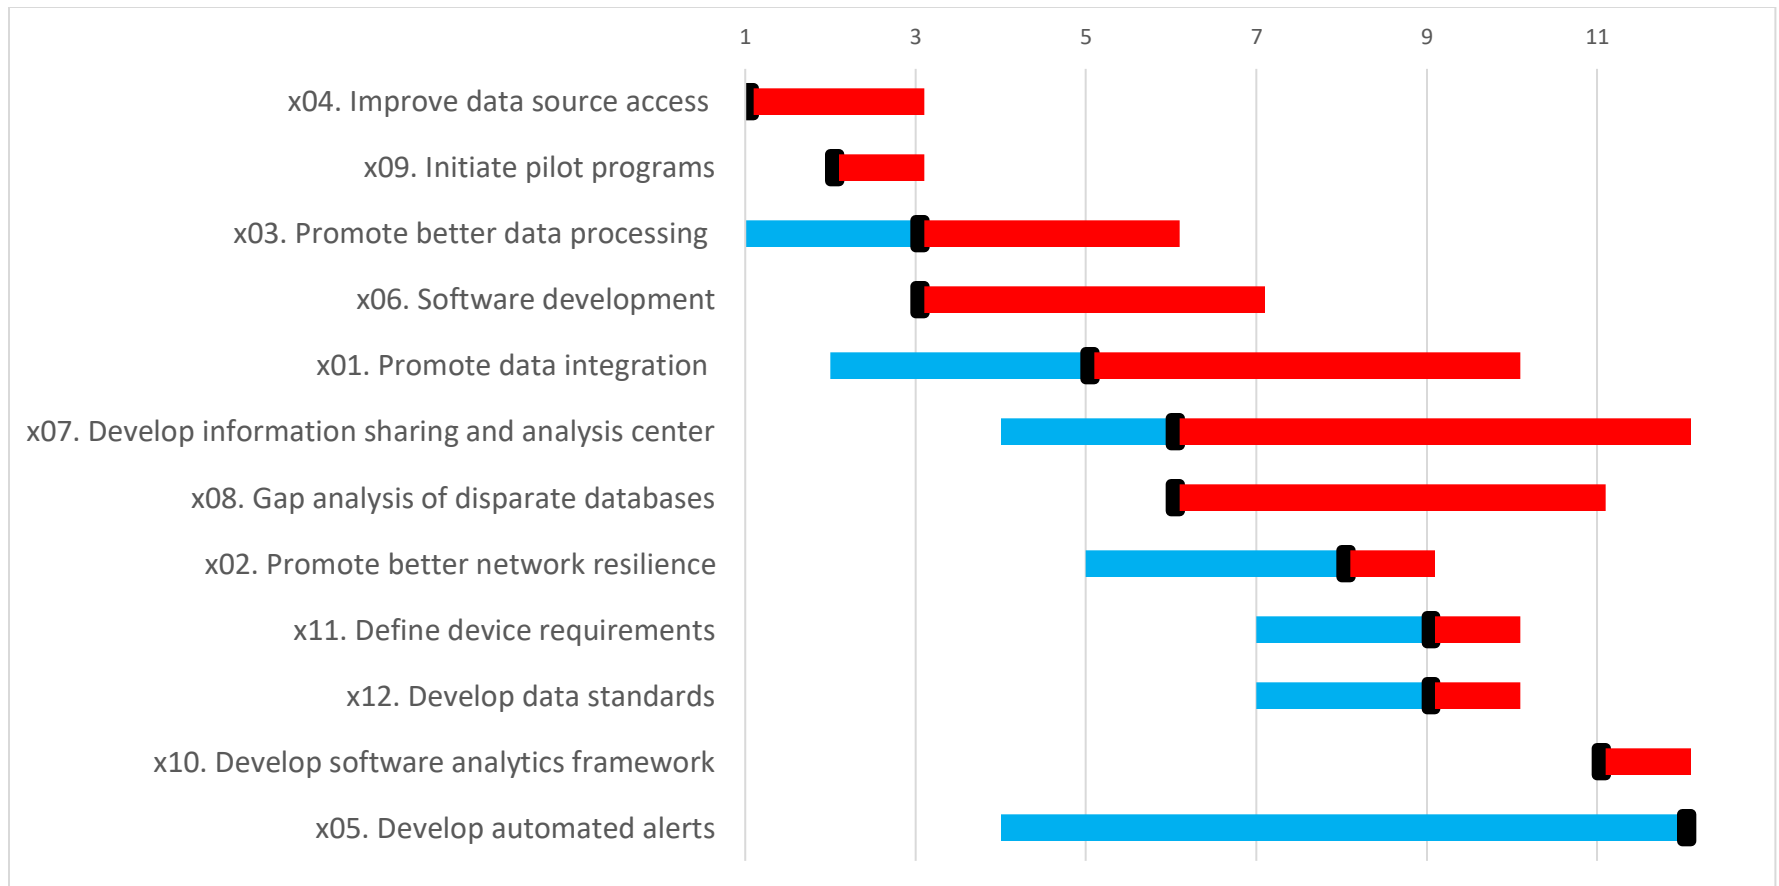 1 3 5 7 9 11
x04. Improve data source access
x09. Initiate pilot programs
x03. Promote better data processing
x06. Software development
x01. Promote data integration
x07. Develop information sharing and analysis center
x08. Gap analysis of disparate databases
x02. Promote better network resilience
x11. Define device requirements
x12. Develop data standards
x10. Develop software analytics framework
x05. Develop automated alerts